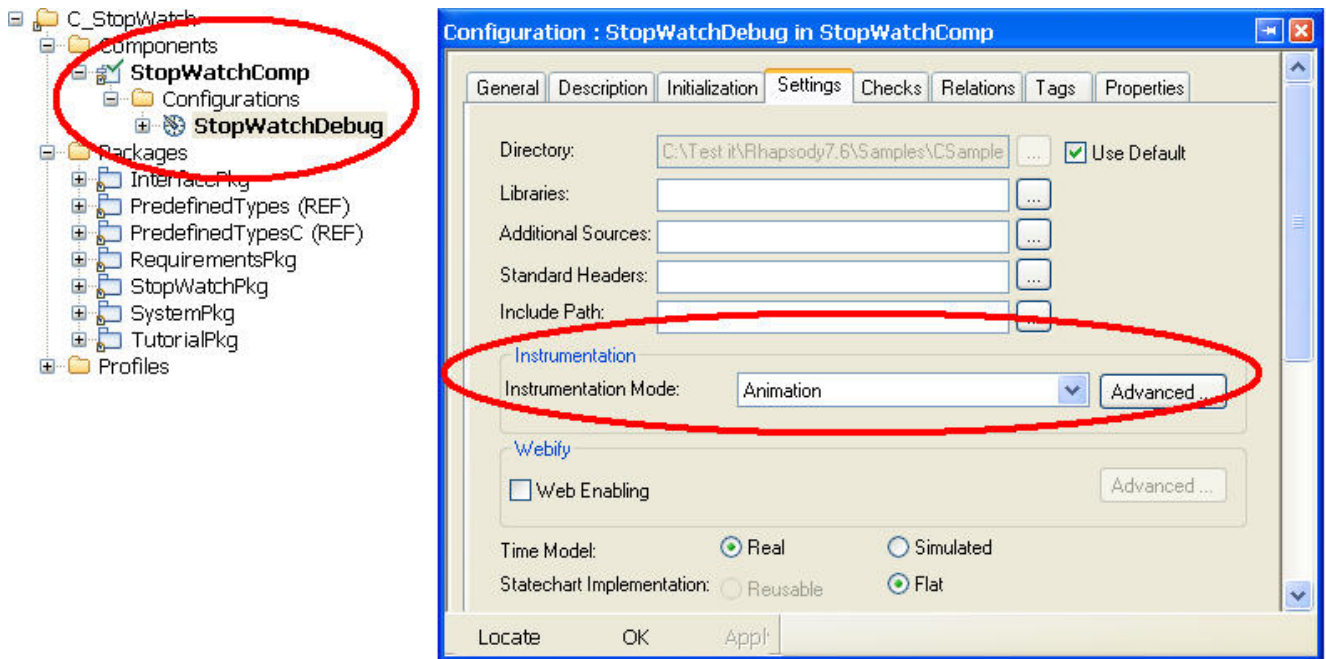 C_StopWatch
Components
StopWatchComp
Configurations
StopWatchDebug
Packages
InterfacePkg
PredefinedTypes (REF)
PredefinedTypesC (REF)
RequirementsPkg
StopWatchPkg
SystemPkg
TutorialPkg
Profiles
Configuration : StopWatchDebug in StopWatchComp
General Description Initialization Settings Checks Relations Tags Properties
Directory: C:\Test it\Rhapsody7.6\Samples\CSample ... Use Default
Libraries: ...
Additional Sources: ...
Standard Headers: ...
Include Path: ...
Instrumentation
Instrumentation Mode: Animation Advanced ...
Webify
Web Enabling Advanced ...
Time Model: Real Simulated
Statechart Implementation: Reusable Flat
Locate OK Apply